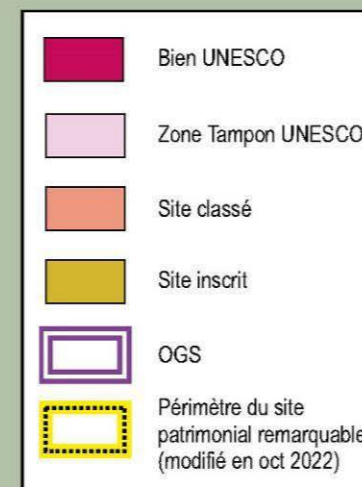 Bien UNESCO
Zone Tampon UNESCO
Site classé
Site inscrit
OGS
Périmètre du site
patrimonial remarquable
(modifié en oct 2022)